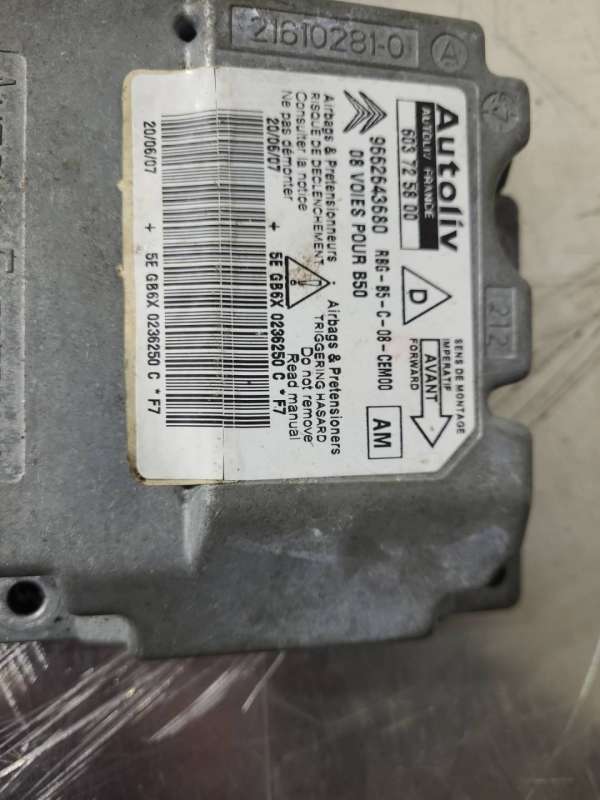 21610281-0
A
Autoliv
AUTOLIV FRANCE
603 72 58 00
D
SENS DE MONTAGE
IMPERATIF
AVANT
FORWARD
212
9662643680 RBG-B5-C-08-CEM00
08 VOIES POUR B50
AM
Airbags & Pretensionneurs
RISQUE DE DECLENCHEMENT
Consulter la notice
Ne pas démonter
! Airbags & Pretensioners
TRIGGERING HASARD
Do not remove
Read manual
20/06/07 + 5E GB6X 0236250 C * F7
20/06/07 + 5E GB6X 0236250 C * F7